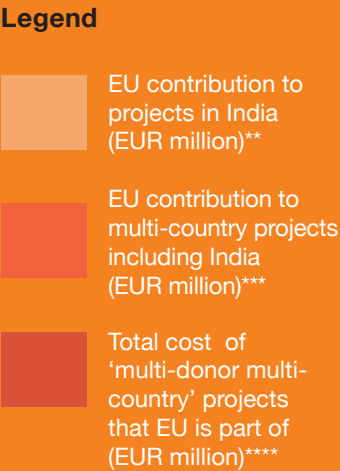 Legend
EU contribution to
projects in India
(EUR million)**
EU contribution to
multi-country projects
including India
(EUR million)***
Total cost of
‘multi-donor multi-
country’ projects
that EU is part of
(EUR million)****